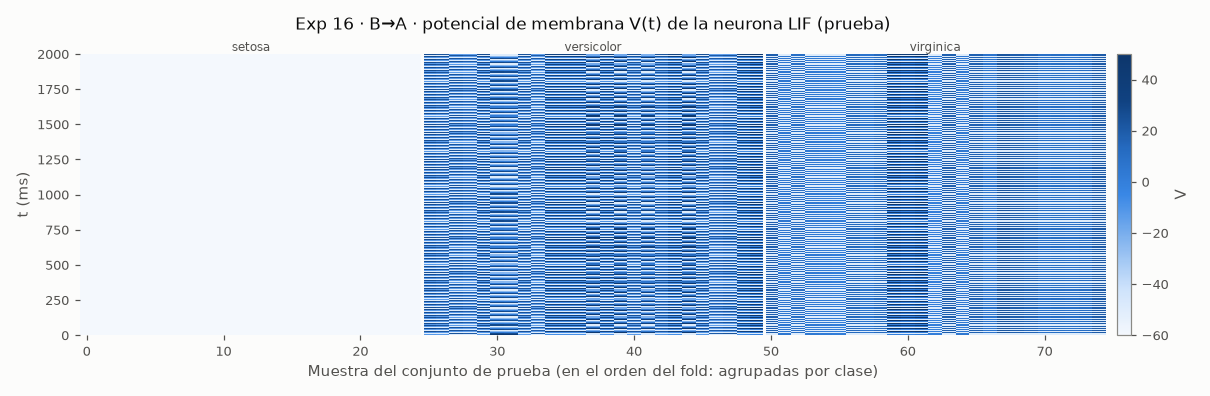 Exp 16 · B→A · potencial de membrana V(t) de la neurona LIF (prueba)
setosa versicolor virginica
2000
1750
1500
1250
1000
750
500
250
0
t (ms)
0 10 20 30 40 50 60 70
Muestra del conjunto de prueba (en el orden del fold: agrupadas por clase)
40
20
0
−20
−40
−60
V